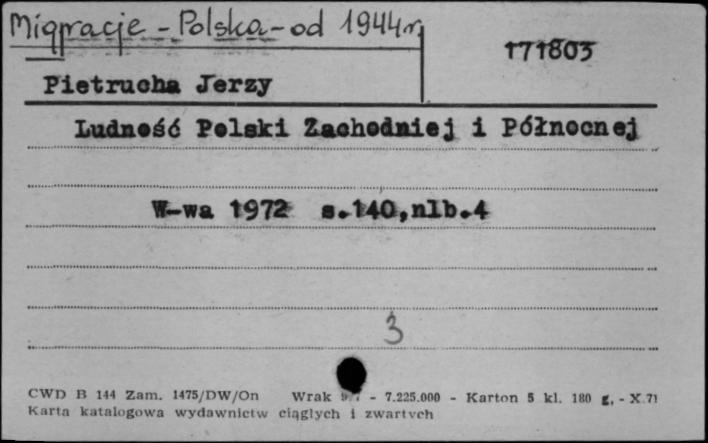 Migracje - Polska - od 1944 r.
171803
Pietrucha Jerzy
Ludność Polski Zachodniej i Północnej
W-wa 1972 s.140,nlb.4
3
CWD B 144 Zam. 1475/DW/On Wrak - 7.225.000 - Karton 5 kl. 180 g. - X.71
Karta katalogowa wydawnictw ciągłych i zwartych